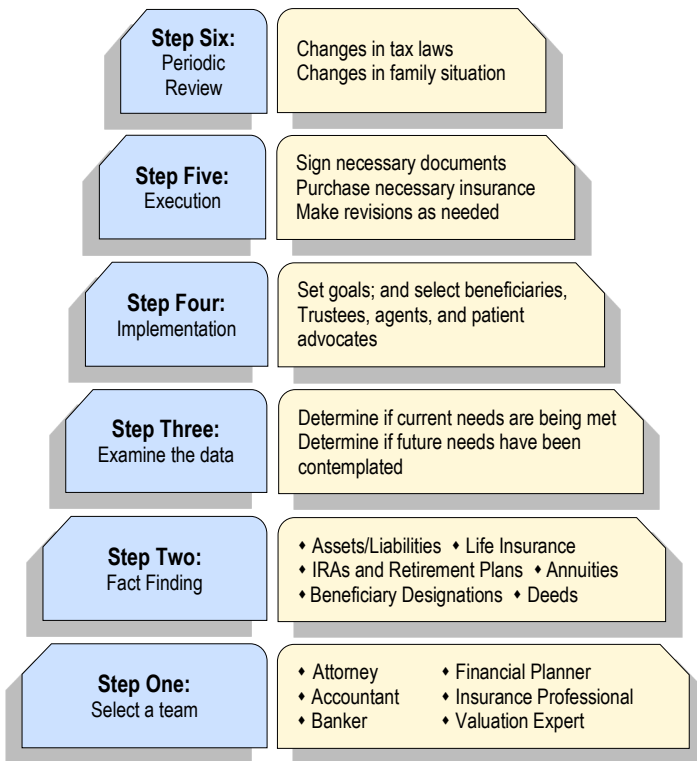 Step Six:
Periodic
Review
Changes in tax laws
Changes in family situation
Step Five:
Execution
Sign necessary documents
Purchase necessary insurance
Make revisions as needed
Step Four:
Implementation
Set goals; and select beneficiaries,
Trustees, agents, and patient
advocates
Step Three:
Examine the data
Determine if current needs are being met
Determine if future needs have been
contemplated
Step Two:
Fact Finding
⬩ Assets/Liabilities ⬩ Life Insurance
⬩ IRAs and Retirement Plans ⬩ Annuities
⬩ Beneficiary Designations ⬩ Deeds
Step One:
Select a team
⬩ Attorney ⬩ Financial Planner
⬩ Accountant ⬩ Insurance Professional
⬩ Banker ⬩ Valuation Expert